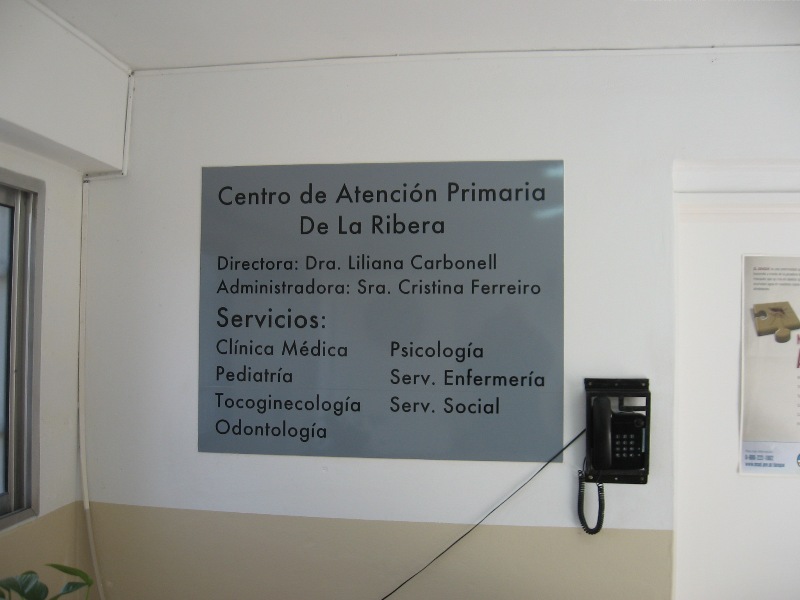 Centro de Atención Primaria
De La Ribera
Directora: Dra. Liliana Carbonell
Administradora: Sra. Cristina Ferreiro
Servicios:
Clínica Médica Psicología
Pediatría Serv. Enfermería
Tocoginecología Serv. Social
Odontología